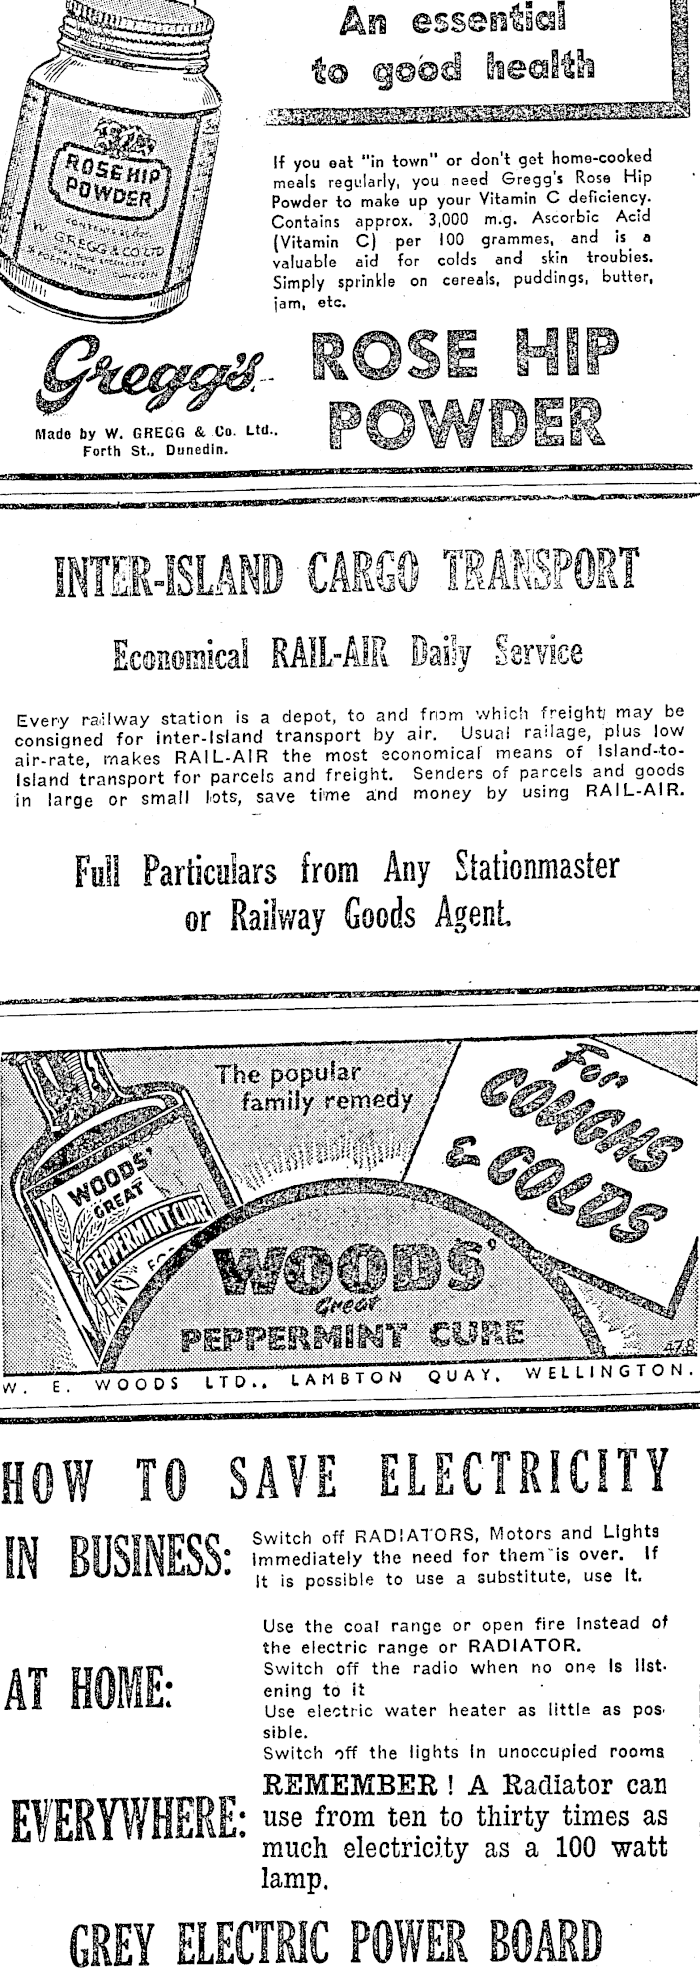 An essential
to good health
If you eat "in town" or don't get home-cooked
meals regularly, you need Gregg's Rose Hip
Powder to make up your Vitamin C deficiency.
Contains approx. 3,000 m.g. Ascorbic Acid
(Vitamin C) per 100 grammes, and is a
valuable aid for colds and skin troubies.
Simply sprinkle on cereals, puddings, butter,
jam, etc.
ROSE HIP
POWDER
W. GREGG & CO LTD
Gregg's
ROSE HIP
POWDER
Made by W. GREGG & Co. Ltd.,
Forth St., Dunedin.
INTER-ISLAND CARGO TRANSPORT
Economical RAIL-AIR Daily Service
Every railway station is a depot, to and from which freight may be
consigned for inter-Island transport by air. Usual railage, plus low
air-rate, makes RAIL-AIR the most economical means of Island-to-
Island transport for parcels and freight. Senders of parcels and goods
in large or small lots, save time and money by using RAIL-AIR.
Full Particulars from Any Stationmaster
or Railway Goods Agent.
The popular
family remedy
For
COUGHS
& COLDS
WOODS'
GREAT
PEPPERMINT CURE
WOODS'
Great
PEPPERMINT CURE
47.8
W. E. WOODS LTD., LAMBTON QUAY, WELLINGTON.
HOW TO SAVE ELECTRICITY
IN BUSINESS:
Switch off RADIATORS, Motors and Lights
immediately the need for them is over. If
it is possible to use a substitute, use it.
AT HOME:
Use the coal range or open fire instead of
the electric range or RADIATOR.
Switch off the radio when no one is list-
ening to it
Use electric water heater as little as pos-
sible.
Switch off the lights in unoccupied rooms
EVERYWHERE:
REMEMBER! A Radiator can
use from ten to thirty times as
much electricity as a 100 watt
lamp.
GREY ELECTRIC POWER BOARD